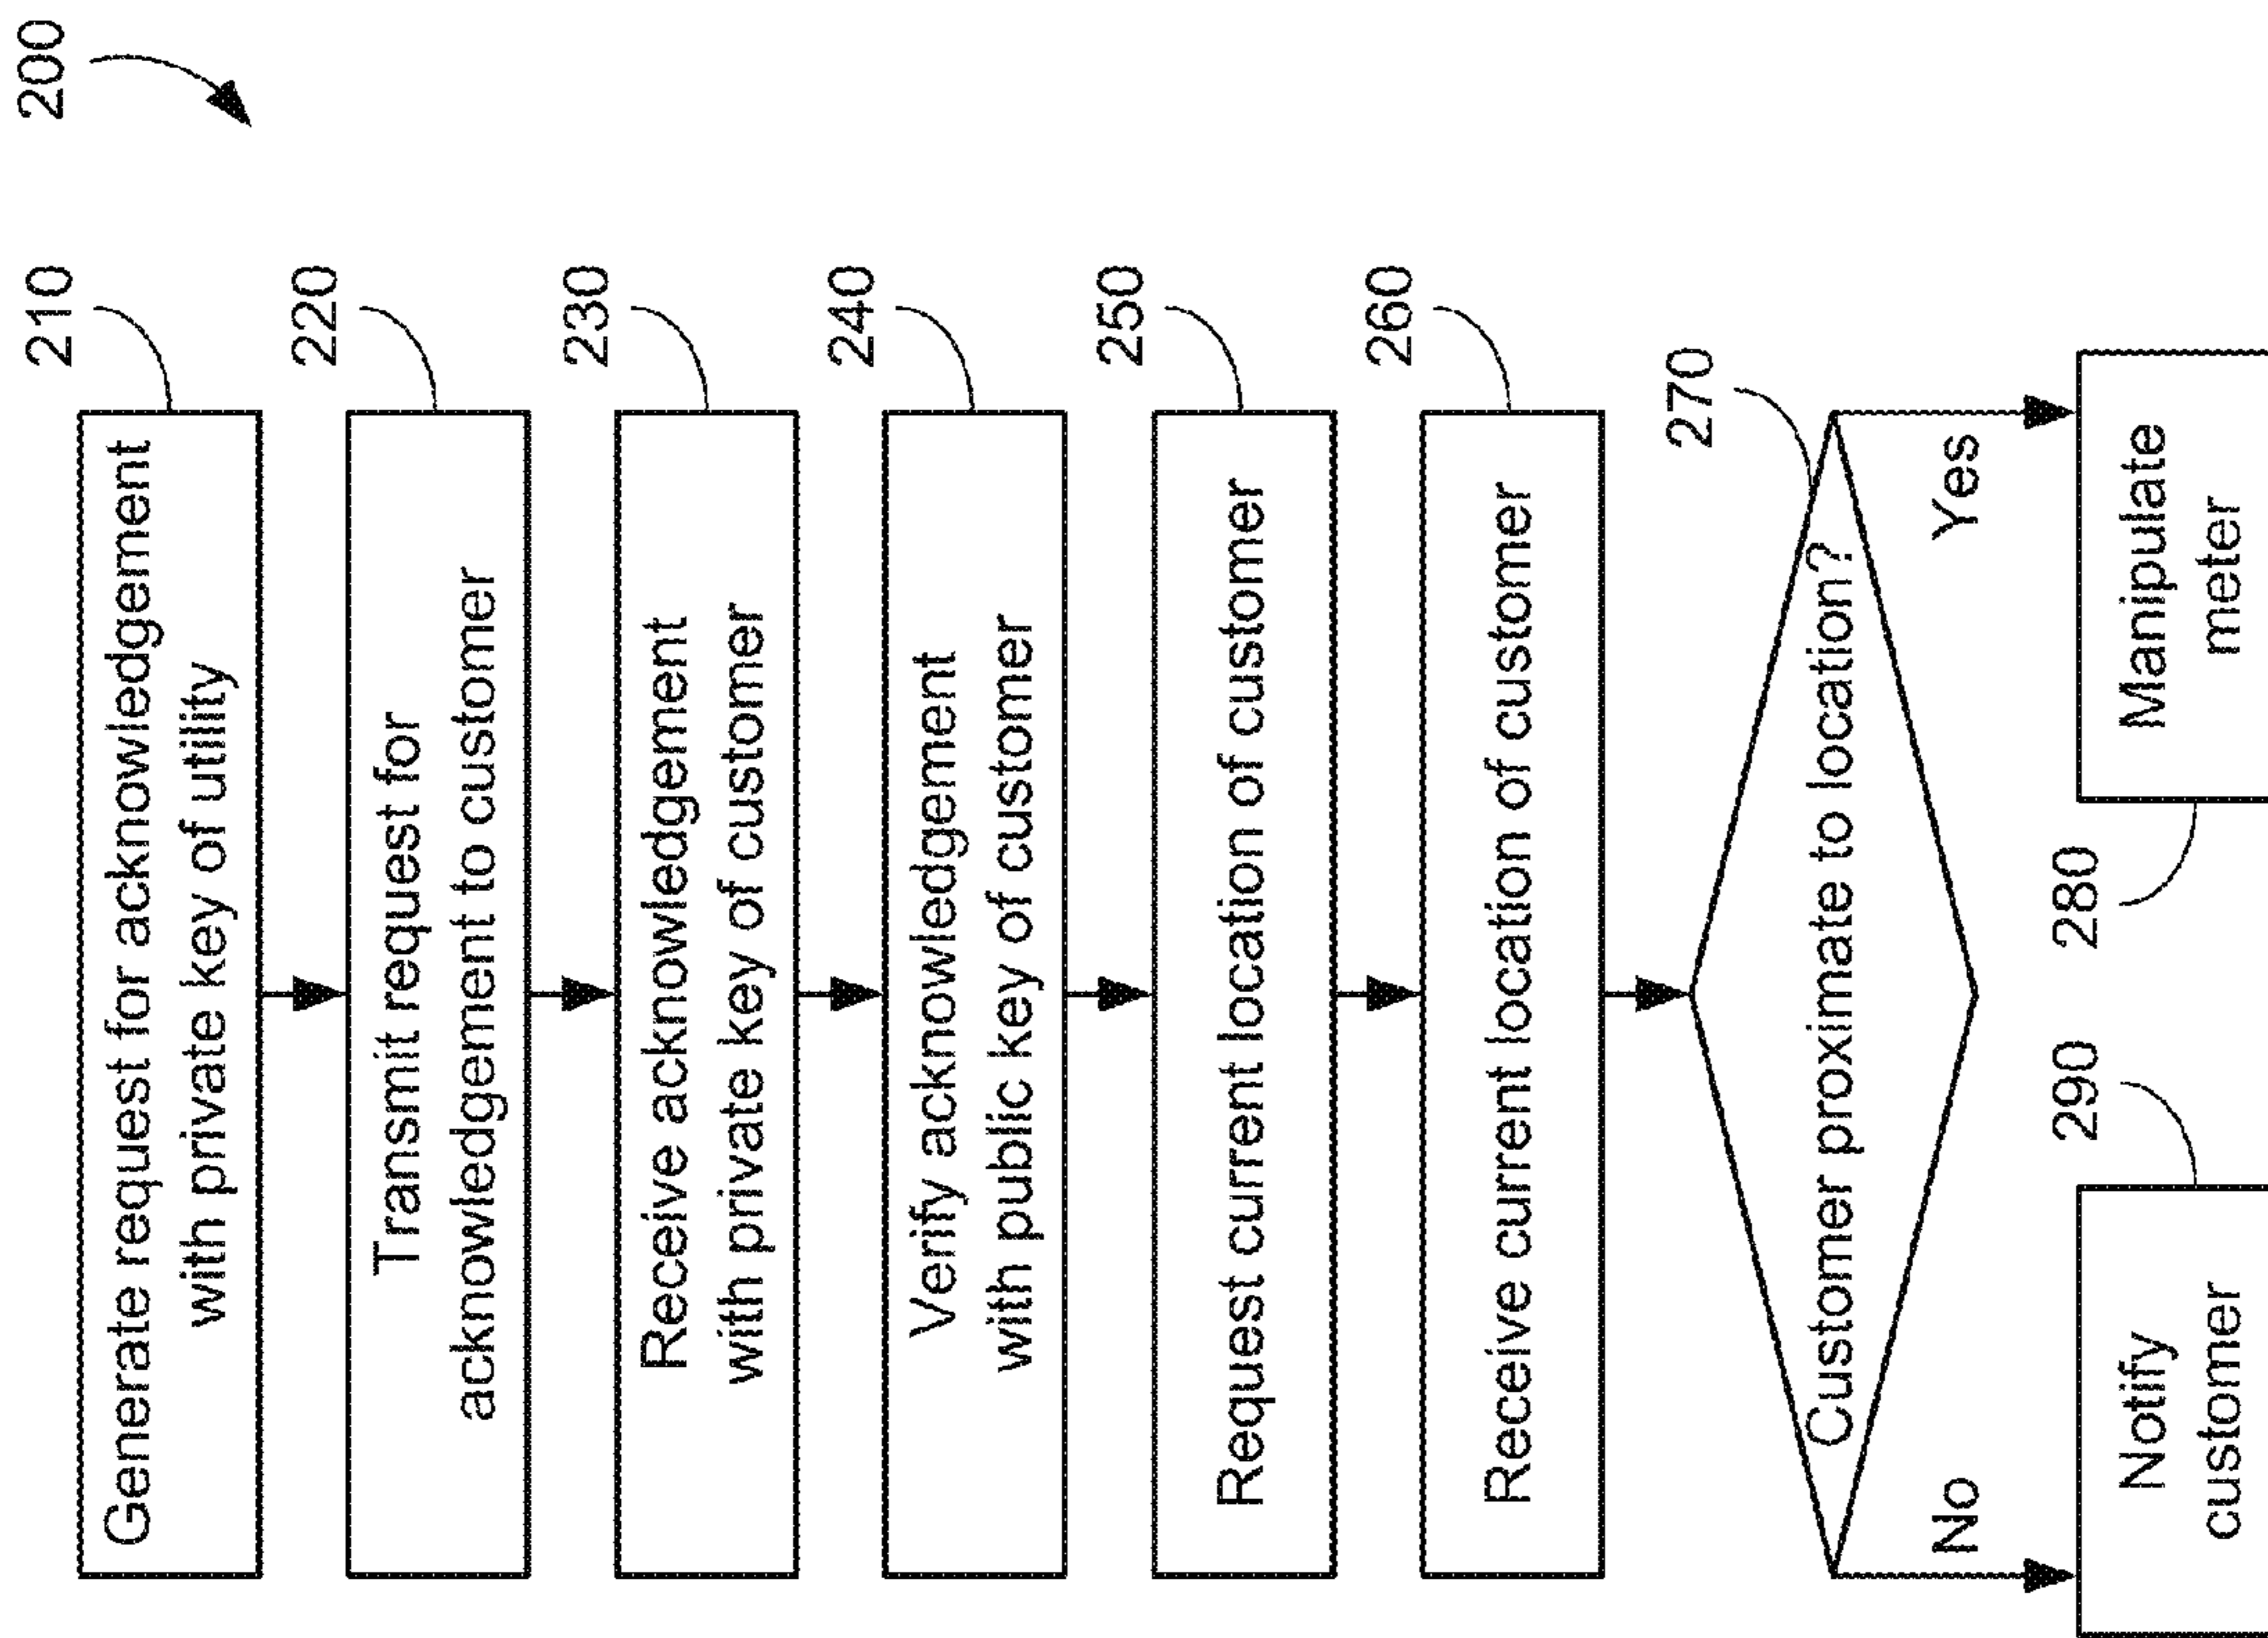 200
210
Generate request for acknowledgement
with private key of utility
220
Transmit request for
acknowledgement to customer
230
Receive acknowledgement
with private key of customer
240
Verify acknowledgement
with public key of customer
250
Request current location of customer
260
Receive current location of customer
270
Customer proximate to location?
No
Yes
290
280
Notify
customer
Manipulate
meter